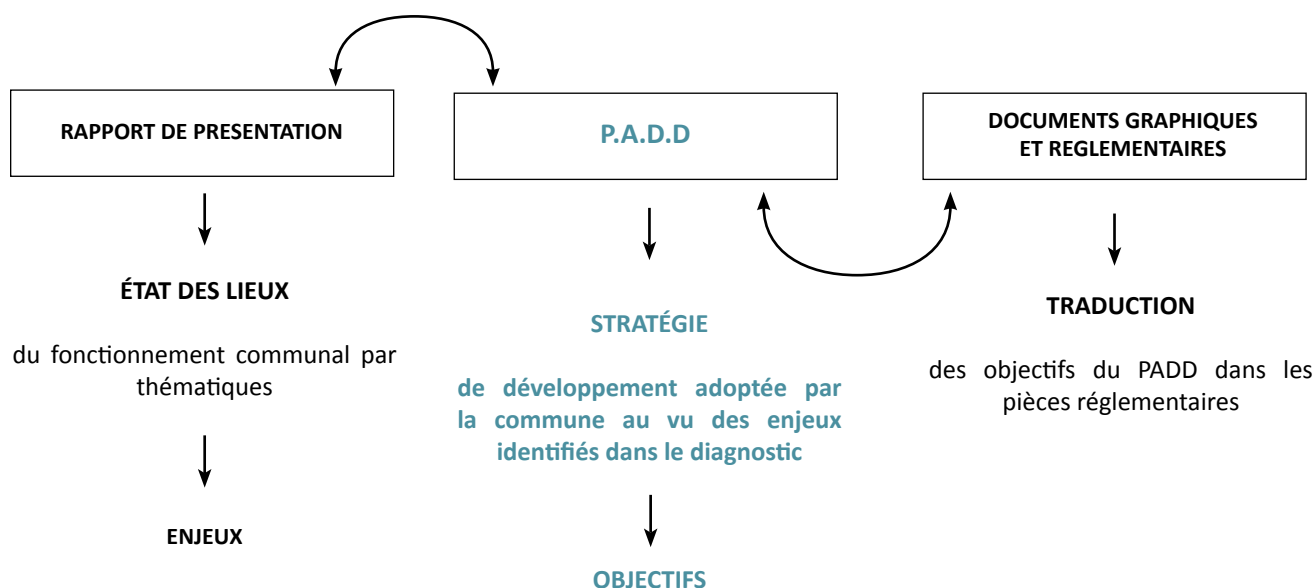 RAPPORT DE PRESENTATION
ÉTAT DES LIEUX
du fonctionnement communal par
thématiques
ENJEUX
P.A.D.D
STRATÉGIE
de développement adoptée par
la commune au vu des enjeux
identifiés dans le diagnostic
OBJECTIFS
DOCUMENTS GRAPHIQUES
ET REGLEMENTAIRES
TRADUCTION
des objectifs du PADD dans les
pièces réglementaires